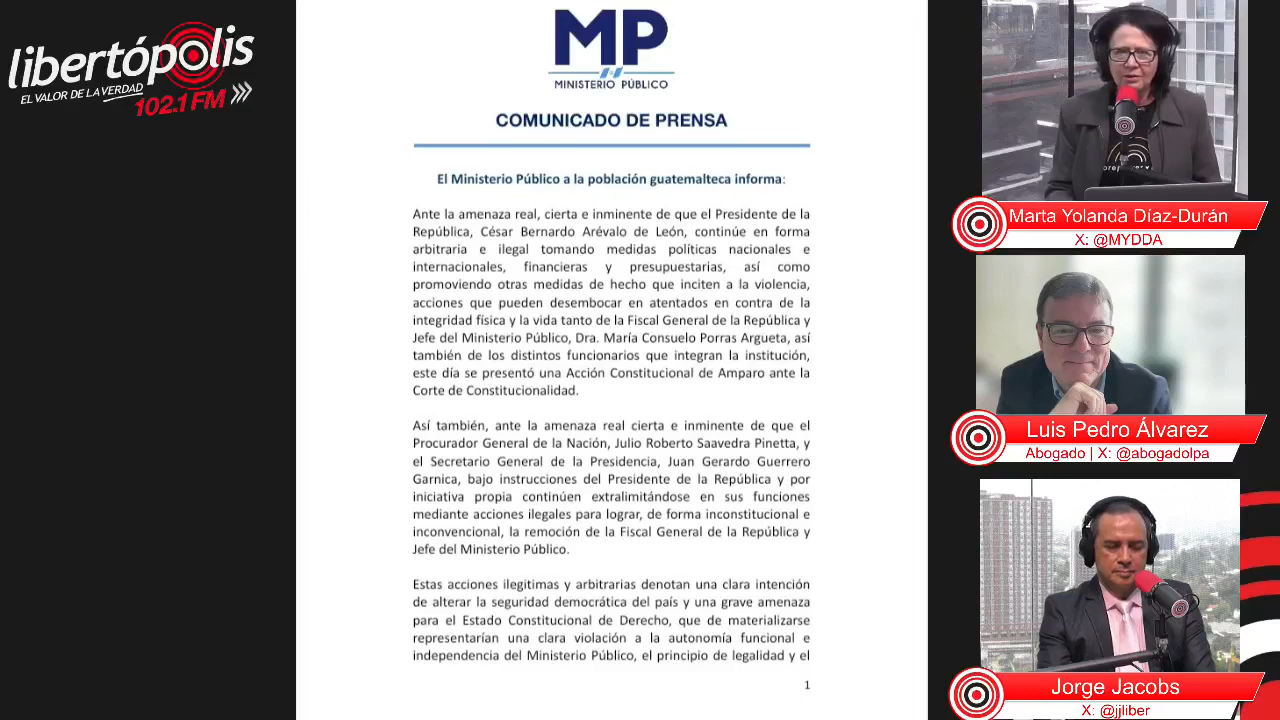 libertópolis
EL VALOR DE LA VERDAD
102.1 FM
MP
MINISTERIO PÚBLICO
COMUNICADO DE PRENSA
El Ministerio Público a la población guatemalteca informa:
Ante la amenaza real, cierta e inminente de que el Presidente de la
República, César Bernardo Arévalo de León, continúe en forma
arbitraria e ilegal tomando medidas políticas nacionales e
internacionales, financieras y presupuestarias, así como
promoviendo otras medidas de hecho que inciten a la violencia,
acciones que pueden desembocar en atentados en contra de la
integridad física y la vida tanto de la Fiscal General de la República y
Jefe del Ministerio Público, Dra. María Consuelo Porras Argueta, así
también de los distintos funcionarios que integran la institución,
este día se presentó una Acción Constitucional de Amparo ante la
Corte de Constitucionalidad.
Así también, ante la amenaza real cierta e inminente de que el
Procurador General de la Nación, Julio Roberto Saavedra Pinetta, y
el Secretario General de la Presidencia, Juan Gerardo Guerrero
Garnica, bajo instrucciones del Presidente de la República y por
iniciativa propia continúen extralimitándose en sus funciones
mediante acciones ilegales para lograr, de forma inconstitucional e
inconvencional, la remoción de la Fiscal General de la República y
Jefe del Ministerio Público.
Estas acciones ilegitimas y arbitrarias denotan una clara intención
de alterar la seguridad democrática del país y una grave amenaza
para el Estado Constitucional de Derecho, que de materializarse
representarían una clara violación a la autonomía funcional e
independencia del Ministerio Público, el principio de legalidad y el
1
Marta Yolanda Díaz-Durán
X: @MYDDA
Luis Pedro Álvarez
Abogado | X: @abogadolpa
Jorge Jacobs
X: @jjliber